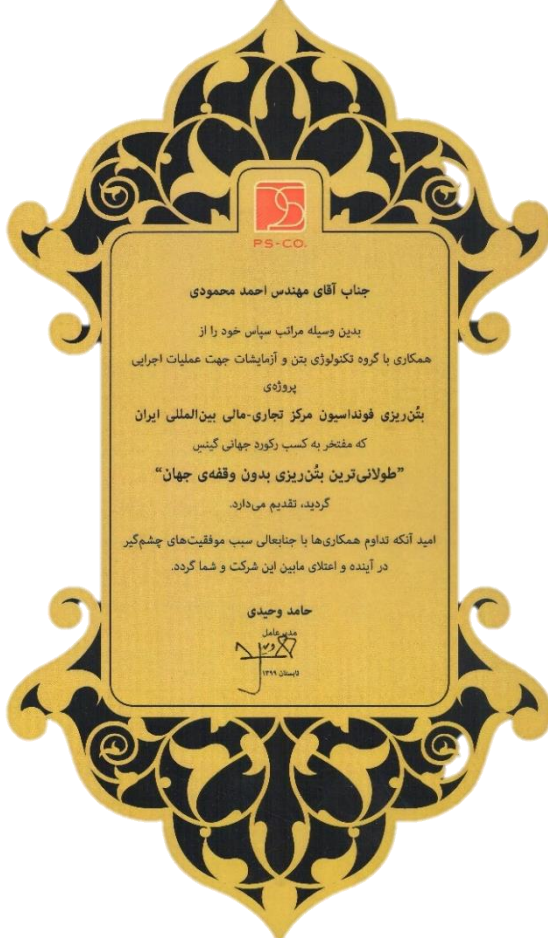 PS-CO.
جناب آقای مهندس احمد محمودی
بدین وسیله مراتب سپاس خود را از
همکاری با گروه تکنولوژی بتن و آزمایشات جهت عملیات اجرایی
پروژه‌ی
بتُن‌ریزی فونداسیون مرکز تجاری-مالی بین‌المللی ایران
که مفتخر به کسب رکورد جهانی گینس
"طولانی‌ترین بتُن‌ریزی بدون وقفه‌ی جهان"
گردید، تقدیم می‌دارد.
امید آنکه تداوم همکاری‌ها با جنابعالی سبب موفقیت‌های چشم‌گیر
در آینده و اعتلای مابین این شرکت و شما گردد.
حامد وحیدی
مدیرعامل
تابستان ۱۳۹۹